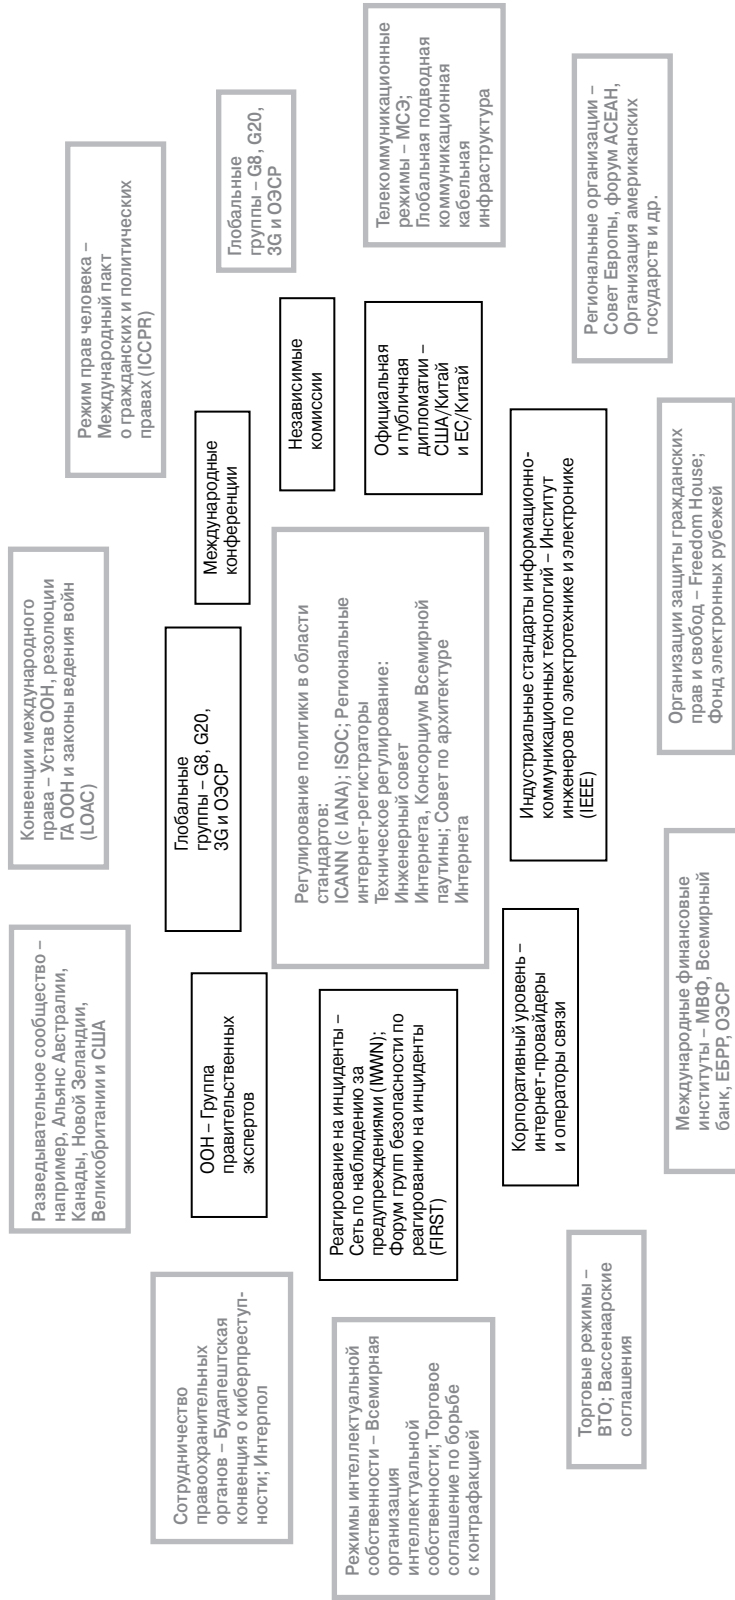 Разведывательное сообщество –
например, Альянс Австралии,
Канады, Новой Зеландии,
Великобритании и США
Конвенции международного
права – Устав ООН, резолюции
ГА ООН и законы ведения войн
(LOAC)
Режим прав человека –
Международный пакт
о гражданских и политических
правах (ICCPR)
Сотрудничество
правоохранительных
органов – Будапештская
конвенция о киберпреступ-
ности; Интерпол
ООН – Группа
правительственных
экспертов
Глобальные
группы – G8, G20,
3G и ОЭСР
Международные
конференции
Глобальные
группы – G8, G20,
3G и ОЭСР
Независимые
комиссии
Режимы интеллектуальной
собственности – Всемирная
организация
интеллектуальной
собственности; Торговое
соглашение по борьбе
с контрафакцией
Реагирование на инциденты –
Сеть по наблюдению за
предупреждениями (IWWN);
Форум групп безопасности по
реагированию на инциденты
(FIRST)
Регулирование политики в области
стандартов:
ICANN (с IANA); ISOC; Региональные
интернет-регистраторы
Техническое регулирование:
Инженерный совет
Интернета, Консорциум Всемирной
паутины; Совет по архитектуре
Интернета
Официальная
и публичная
дипломатии –
США/Китай
и ЕС/Китай
Телекоммуникационные
режимы – МСЭ;
Глобальная подводная
коммуникационная
кабельная
инфраструктура
Корпоративный уровень –
интернет-провайдеры
и операторы связи
Индустриальные стандарты информационно-
коммуникационных технологий – Институт
инженеров по электротехнике и электронике
(IEEE)
Торговые режимы –
ВТО; Вассенаарские
соглашения
Международные финансовые
институты – МВФ, Всемирный
банк, ЕБРР, ОЭСР
Организации защиты гражданских
прав и свобод – Freedom House;
Фонд электронных рубежей
Региональные организации –
Совет Европы, форум АСЕАН,
Организация американских
государств и др.